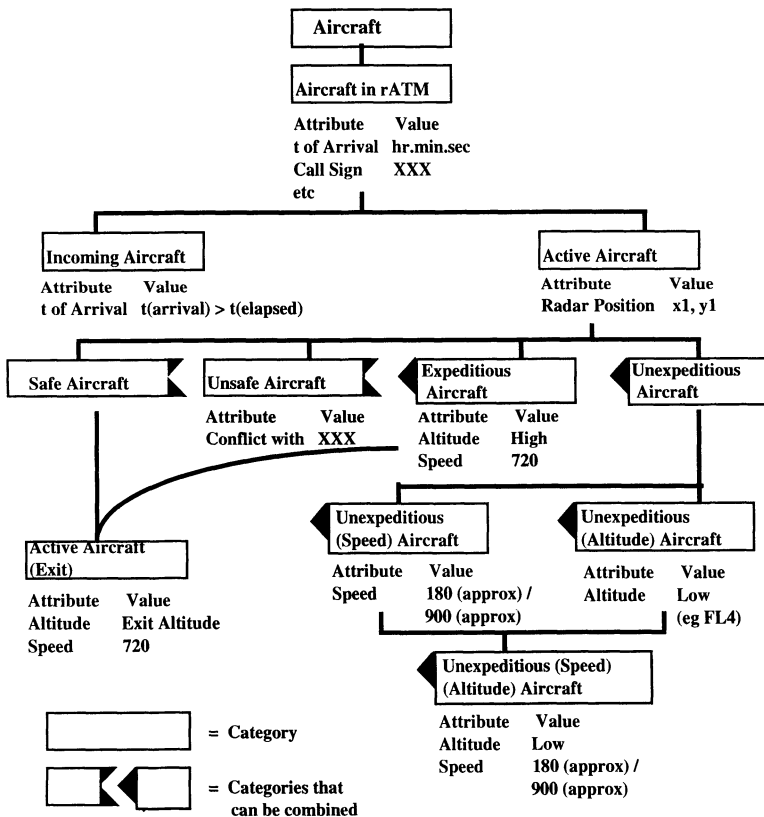 Aircraft
Aircraft in rATM
Attribute Value
t of Arrival hr.min.sec
Call Sign XXX
etc
Incoming Aircraft
Attribute Value
t of Arrival t(arrival) > t(elapsed)
Active Aircraft
Attribute Value
Radar Position x1, y1
Safe Aircraft
Unsafe Aircraft
Attribute Value
Conflict with XXX
Expeditious
Aircraft
Attribute Value
Altitude High
Speed 720
Unexpeditious
Aircraft
Unexpeditious
(Speed) Aircraft
Attribute Value
Speed 180 (approx) /
900 (approx)
Unexpeditious
(Altitude) Aircraft
Attribute Value
Altitude Low
(eg FL4)
Active Aircraft
(Exit)
Attribute Value
Altitude Exit Altitude
Speed 720
Unexpeditious (Speed)
(Altitude) Aircraft
Attribute Value
Altitude Low
Speed 180 (approx) /
900 (approx)
= Category
= Categories that
can be combined